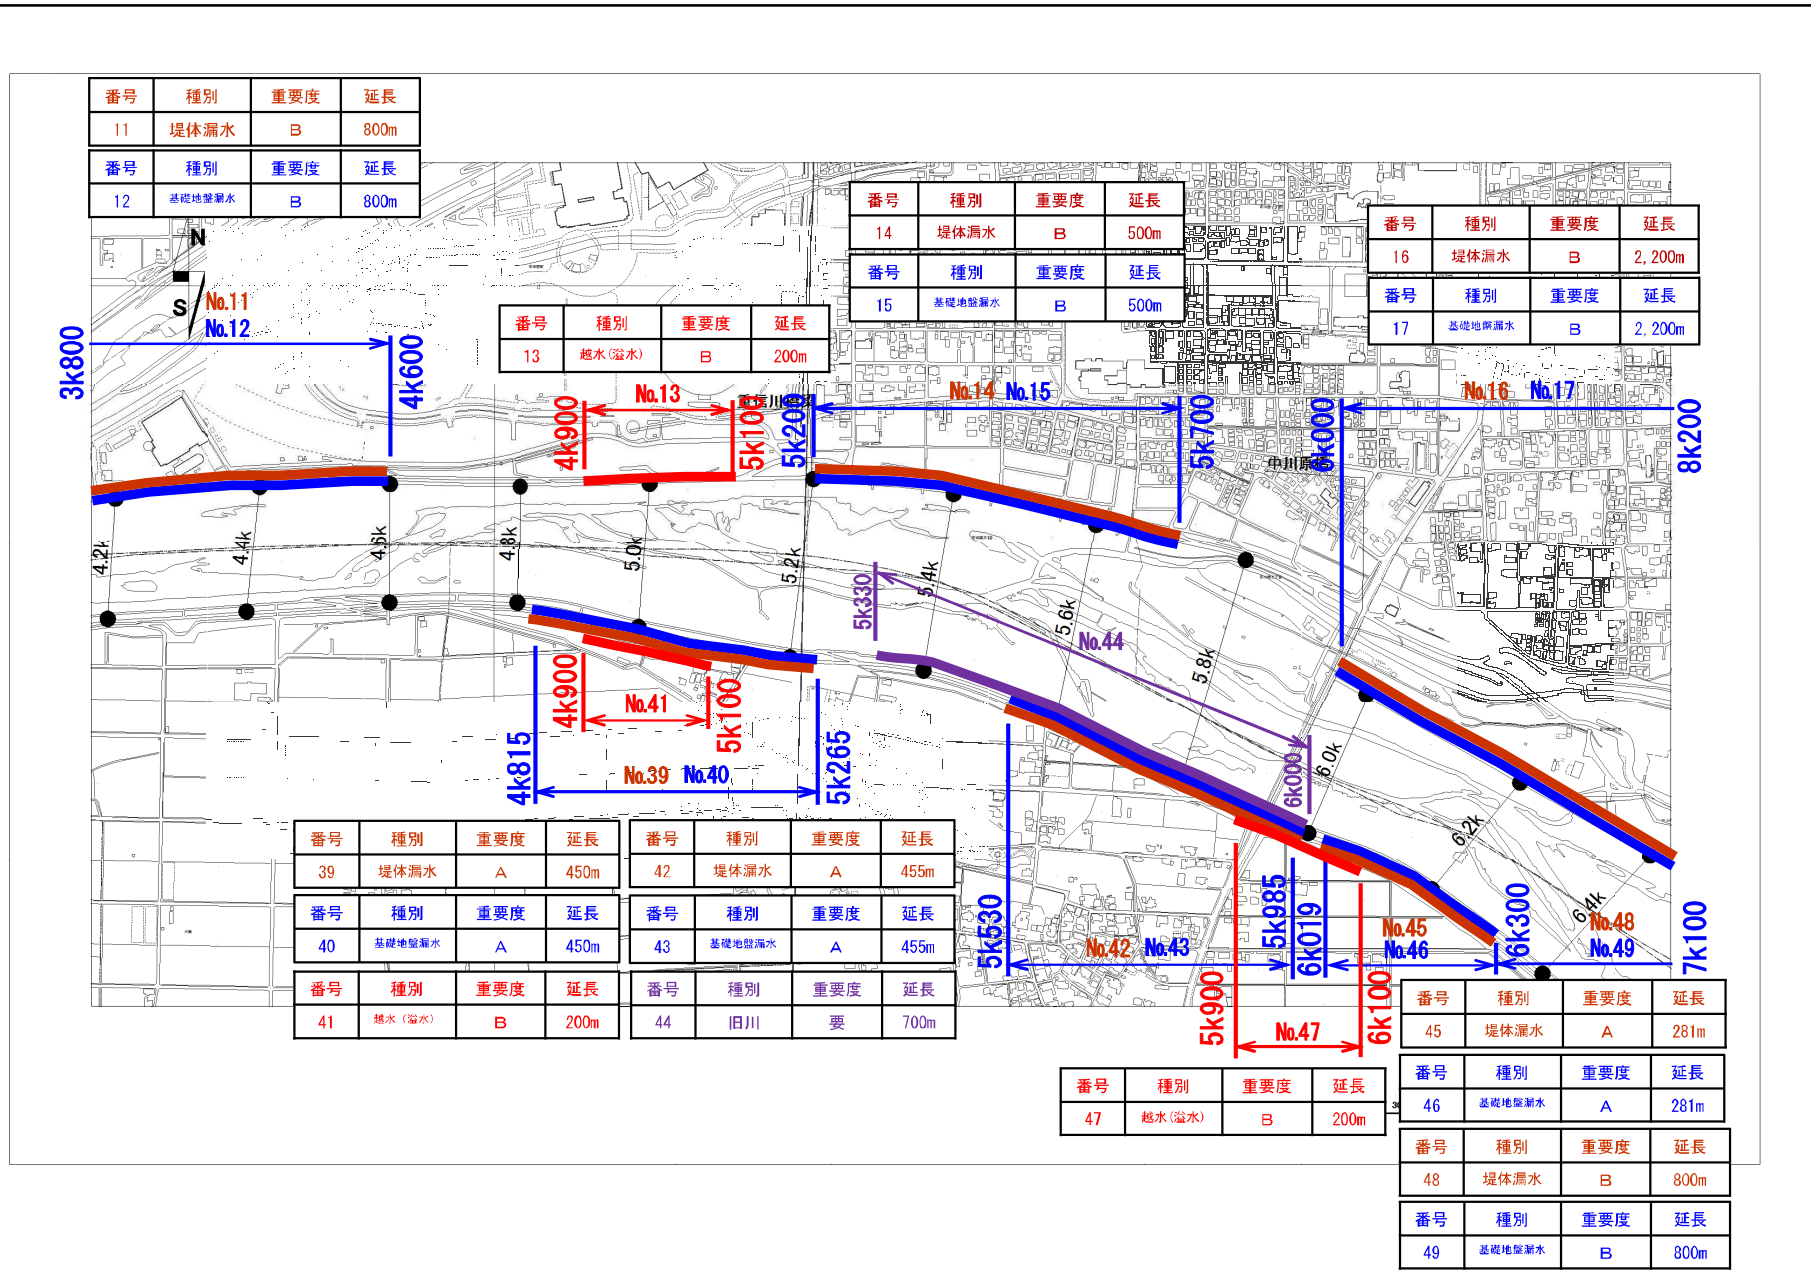 番号 種別 重要度 延長
11 堤体漏水 B 800m
番号 種別 重要度 延長
12 基礎地盤漏水 B 800m
番号 種別 重要度 延長
14 堤体漏水 B 500m
番号 種別 重要度 延長
15 基礎地盤漏水 B 500m
番号 種別 重要度 延長
16 堤体漏水 B 2,200m
番号 種別 重要度 延長
17 基礎地盤漏水 B 2,200m
番号 種別 重要度 延長
13 越水(溢水) B 200m
N
S
No.11
No.12
3k800
4k600
No.13
4k900
5k100
5k200
No.14 No.15
5k700
6k000
No.16 No.17
8k200
中川原橋
4.2k
4.4k
4.6k
4.8k
5.0k
5.2k
5.4k
5.6k
5.8k
6.0k
6.2k
6.4k
5k330
No.44
6k000
4k900
No.41
5k100
4k815
No.39 No.40
5k265
番号 種別 重要度 延長
39 堤体漏水 A 450m
番号 種別 重要度 延長
40 基礎地盤漏水 A 450m
番号 種別 重要度 延長
41 越水(溢水) B 200m
番号 種別 重要度 延長
42 堤体漏水 A 455m
番号 種別 重要度 延長
43 基礎地盤漏水 A 455m
番号 種別 重要度 延長
44 旧川 要 700m
5k530
No.42 No.43
5k985
6k019
No.45
No.46
6k300
No.48
No.49
7k100
5k900
No.47
6k100
番号 種別 重要度 延長
47 越水(溢水) B 200m
番号 種別 重要度 延長
45 堤体漏水 A 281m
番号 種別 重要度 延長
46 基礎地盤漏水 A 281m
番号 種別 重要度 延長
48 堤体漏水 B 800m
番号 種別 重要度 延長
49 基礎地盤漏水 B 800m